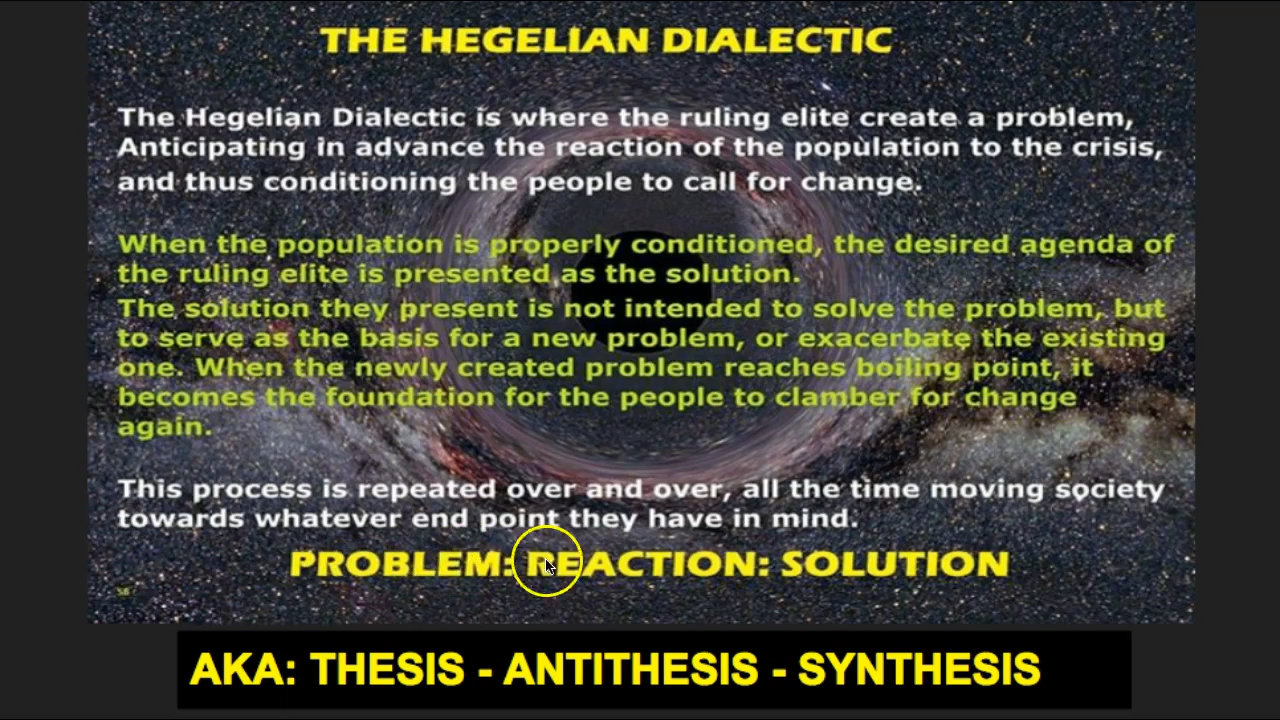 THE HEGELIAN DIALECTIC
The Hegelian Dialectic is where the ruling elite create a problem,
Anticipating in advance the reaction of the population to the crisis,
and thus conditioning the people to call for change.
When the population is properly conditioned, the desired agenda of
the ruling elite is presented as the solution.
The solution they present is not intended to solve the problem, but
to serve as the basis for a new problem, or exacerbate the existing
one. When the newly created problem reaches boiling point, it
becomes the foundation for the people to clamber for change
again.
This process is repeated over and over, all the time moving society
towards whatever end point they have in mind.
PROBLEM: REACTION: SOLUTION
AKA: THESIS - ANTITHESIS - SYNTHESIS